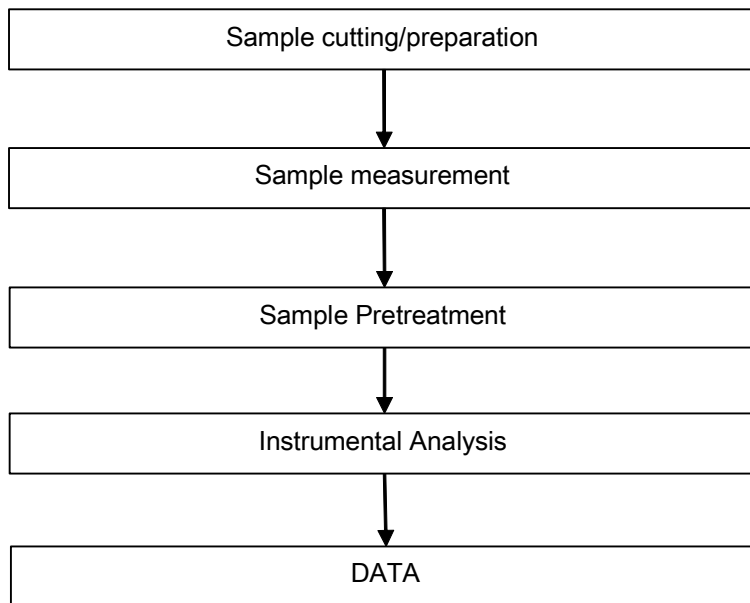 Sample cutting/preparation
Sample measurement
Sample Pretreatment
Instrumental Analysis
DATA